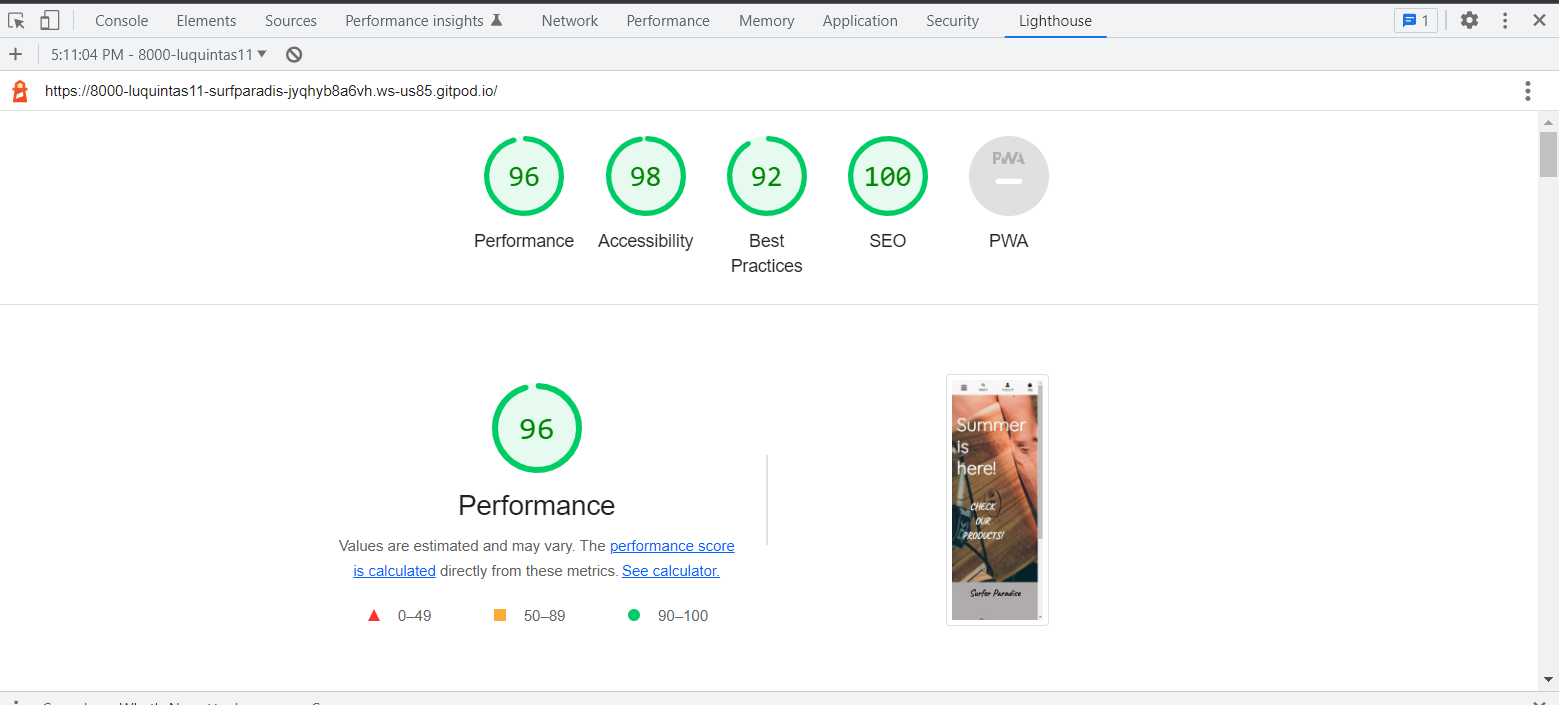 Console Elements Sources Performance insights Network Performance Memory Application Security Lighthouse 1
5:11:04 PM - 8000-luquintas11
https://8000-luquintas11-surfparadis-jyqhyb8a6vh.ws-us85.gitpod.io/
96 98 92 100 PWA
Performance Accessibility Best Practices SEO PWA
96
Performance
Values are estimated and may vary. The performance score
is calculated directly from these metrics. See calculator.
0–49 50–89 90–100
Summer
is
here!
CHECK
OUR
PRODUCTS!
Surfer Paradise